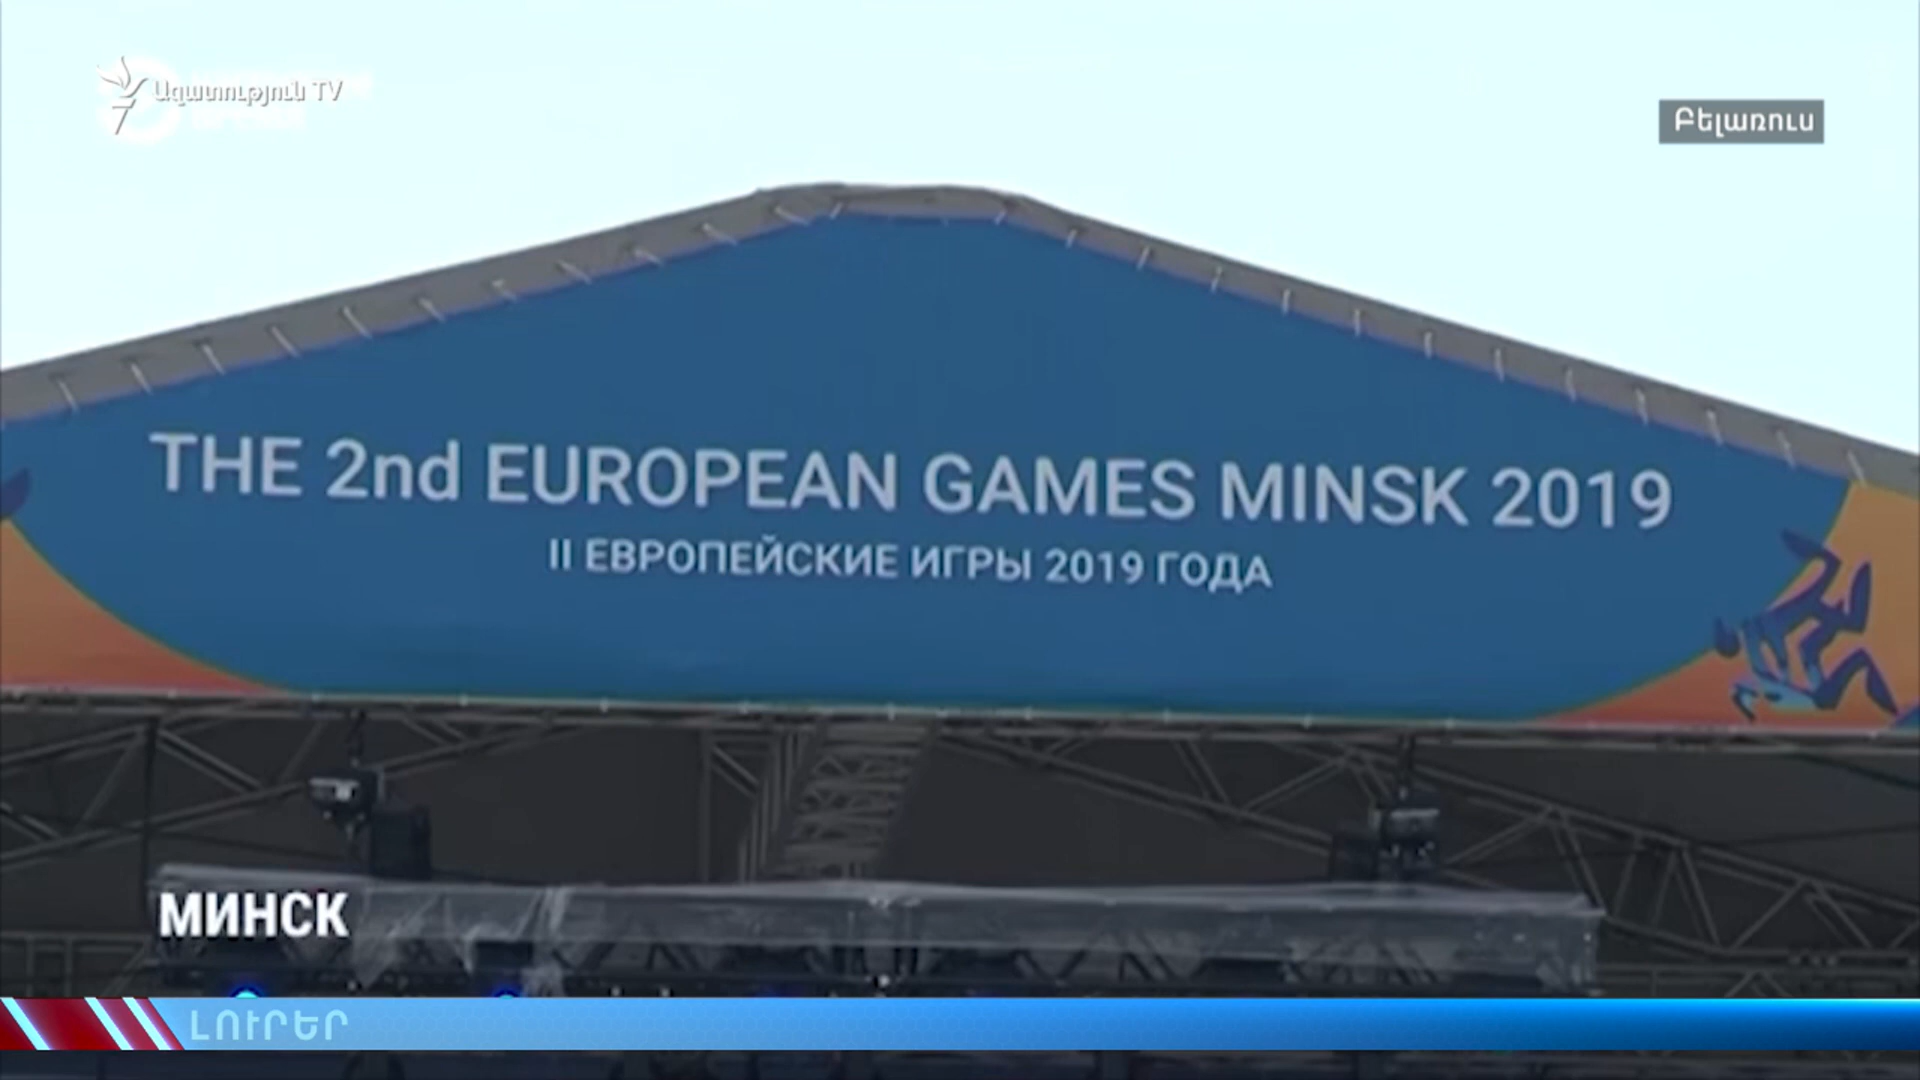 Ազատություն TV
Բելառուս
THE 2nd EUROPEAN GAMES MINSK 2019
II ЕВРОПЕЙСКИЕ ИГРЫ 2019 ГОДА
МИНСК
ԼՈՒՐԵՐ